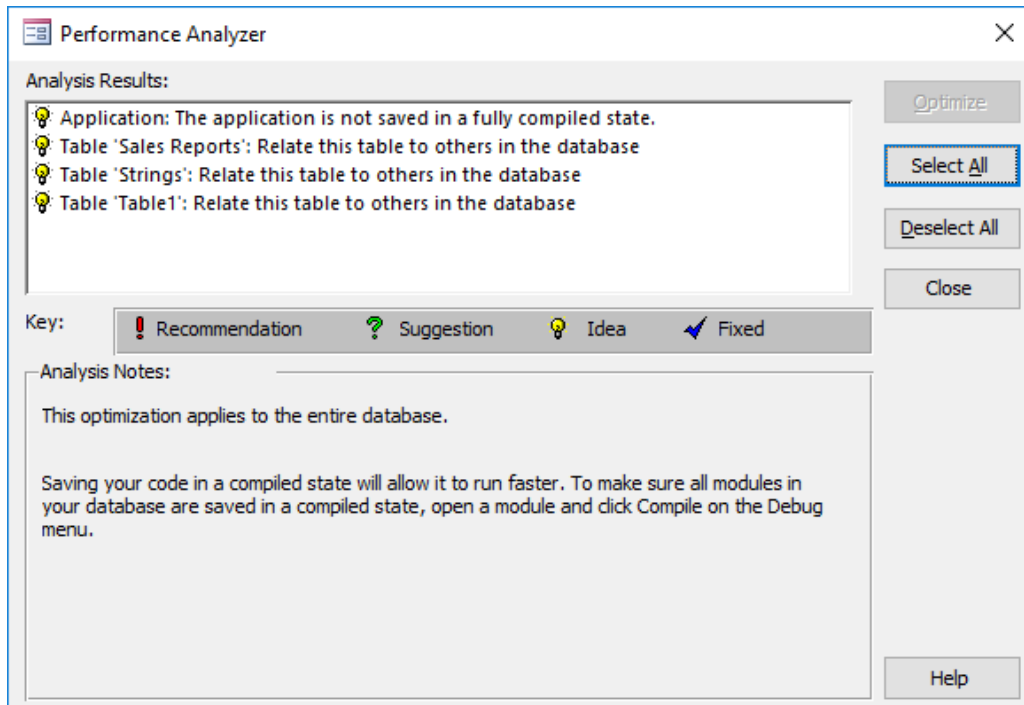 Performance Analyzer
Analysis Results:
Application: The application is not saved in a fully compiled state.
Table 'Sales Reports': Relate this table to others in the database
Table 'Strings': Relate this table to others in the database
Table 'Table1': Relate this table to others in the database
Optimize
Select All
Deselect All
Close
Key:
Recommendation
Suggestion
Idea
Fixed
Analysis Notes:
This optimization applies to the entire database.
Saving your code in a compiled state will allow it to run faster. To make sure all modules in
your database are saved in a compiled state, open a module and click Compile on the Debug
menu.
Help